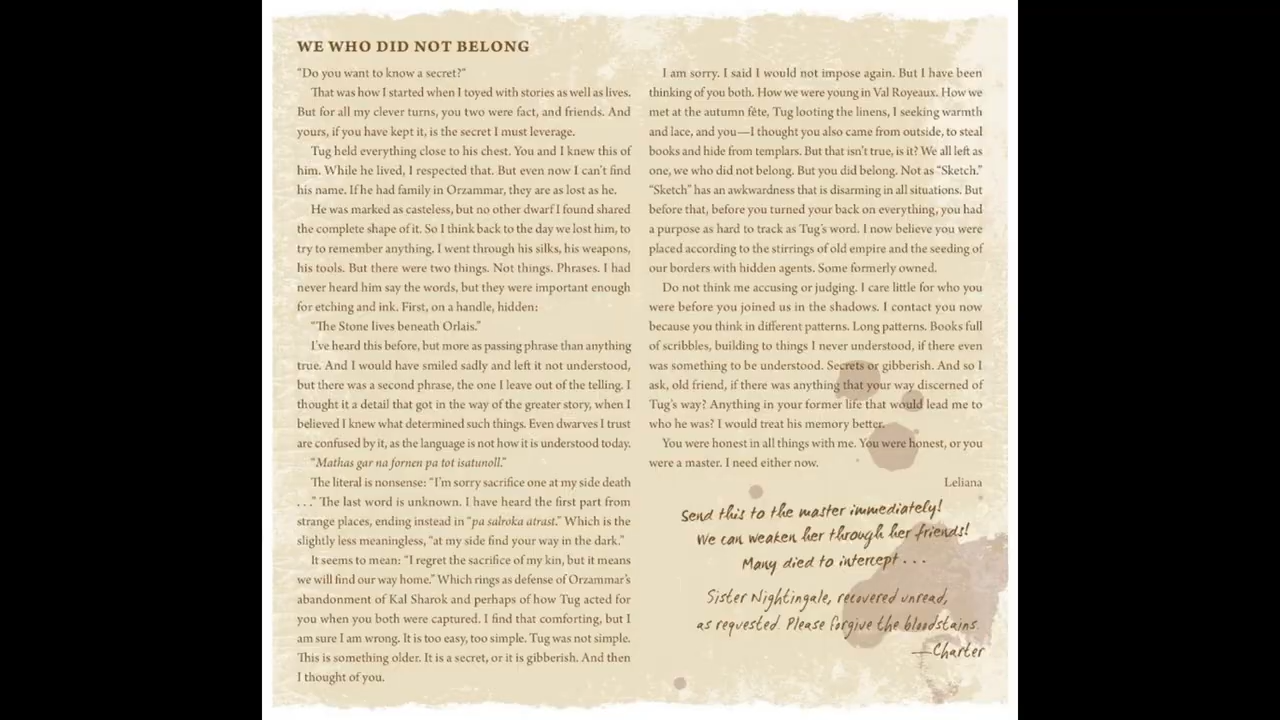 WE WHO DID NOT BELONG
“Do you want to know a secret?”
That was how I started when I toyed with stories as well as lives.
But for all my clever turns, you two were fact, and friends. And
yours, if you have kept it, is the secret I must leverage.
Tug held everything close to his chest. You and I knew this of
him. While he lived, I respected that. But even now I can’t find
his name. If he had family in Orzammar, they are as lost as he.
He was marked as casteless, but no other dwarf I found shared
the complete shape of it. So I think back to the day we lost him, to
try to remember anything. I went through his silks, his weapons,
his tools. But there were two things. Not things. Phrases. I had
never heard him say the words, but they were important enough
for etching and ink. First, on a handle, hidden:
“The Stone lives beneath Orlais.”
I’ve heard this before, but more as passing phrase than anything
true. And I would have smiled sadly and left it not understood,
but there was a second phrase, the one I leave out of the telling. I
thought it a detail that got in the way of the greater story, when I
believed I knew what determined such things. Even dwarves I trust
are confused by it, as the language is not how it is understood today.
“Mathas gar na fornen pa tot isatunoll.”
The literal is nonsense: “I’m sorry sacrifice one at my side death
. . .” The last word is unknown. I have heard the first part from
strange places, ending instead in “pa salroka atrast.” Which is the
slightly less meaningless, “at my side find your way in the dark.”
It seems to mean: “I regret the sacrifice of my kin, but it means
we will find our way home.” Which rings as defense of Orzammar’s
abandonment of Kal Sharok and perhaps of how Tug acted for
you when you both were captured. I find that comforting, but I
am sure I am wrong. It is too easy, too simple. Tug was not simple.
This is something older. It is a secret, or it is gibberish. And then
I thought of you.
I am sorry. I said I would not impose again. But I have been
thinking of you both. How we were young in Val Royeaux. How we
met at the autumn fête, Tug looting the linens, I seeking warmth
and lace, and you—I thought you also came from outside, to steal
books and hide from templars. But that isn’t true, is it? We all left as
one, we who did not belong. But you did belong. Not as “Sketch.”
“Sketch” has an awkwardness that is disarming in all situations. But
before that, before you turned your back on everything, you had
a purpose as hard to track as Tug’s word. I now believe you were
placed according to the stirrings of old empire and the seeding of
our borders with hidden agents. Some formerly owned.
Do not think me accusing or judging. I care little for who you
were before you joined us in the shadows. I contact you now
because you think in different patterns. Long patterns. Books full
of scribbles, building to things I never understood, if there even
was something to be understood. Secrets or gibberish. And so I
ask, old friend, if there was anything that your way discerned of
Tug’s way? Anything in your former life that would lead me to
who he was? I would treat his memory better.
You were honest in all things with me. You were honest, or you
were a master. I need either now.
Leliana
Send this to the master immediately!
We can weaken her through her friends!
Many died to intercept . . .
Sister Nightingale, recovered unread,
as requested. Please forgive the bloodstains.
—Charter